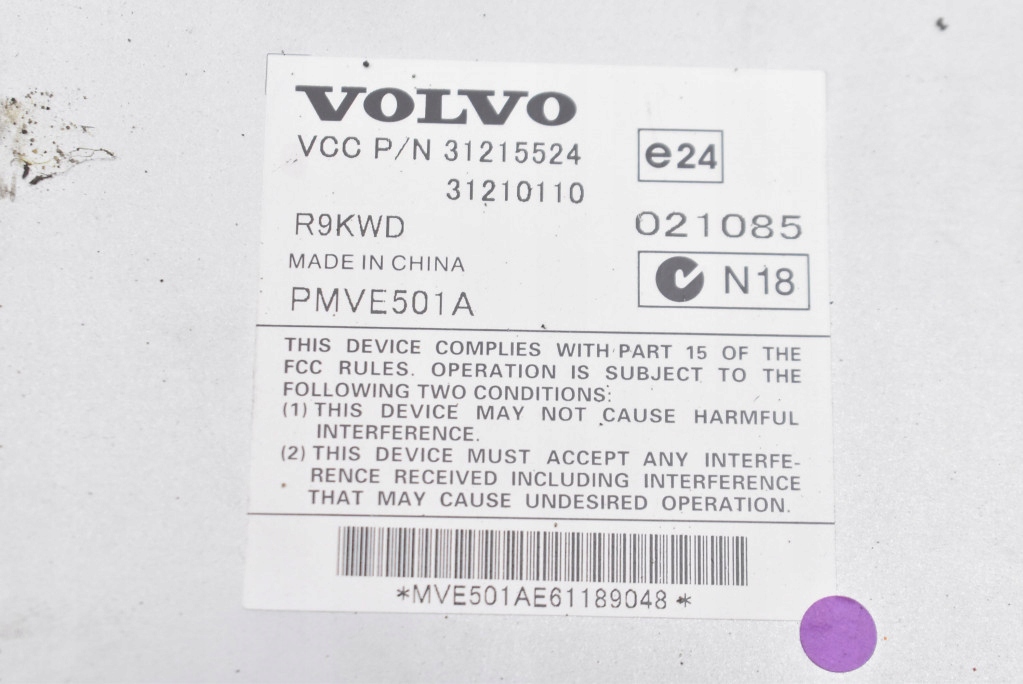 VOLVO
VCC P/N 31215524
31210110
e24
R9KWD
021085
MADE IN CHINA
N18
PMVE501A
THIS DEVICE COMPLIES WITH PART 15 OF THE
FCC RULES. OPERATION IS SUBJECT TO THE
FOLLOWING TWO CONDITIONS:
(1) THIS DEVICE MAY NOT CAUSE HARMFUL
INTERFERENCE.
(2) THIS DEVICE MUST ACCEPT ANY INTERFE-
RENCE RECEIVED INCLUDING INTERFERENCE
THAT MAY CAUSE UNDESIRED OPERATION.
*MVE501AE61189048*